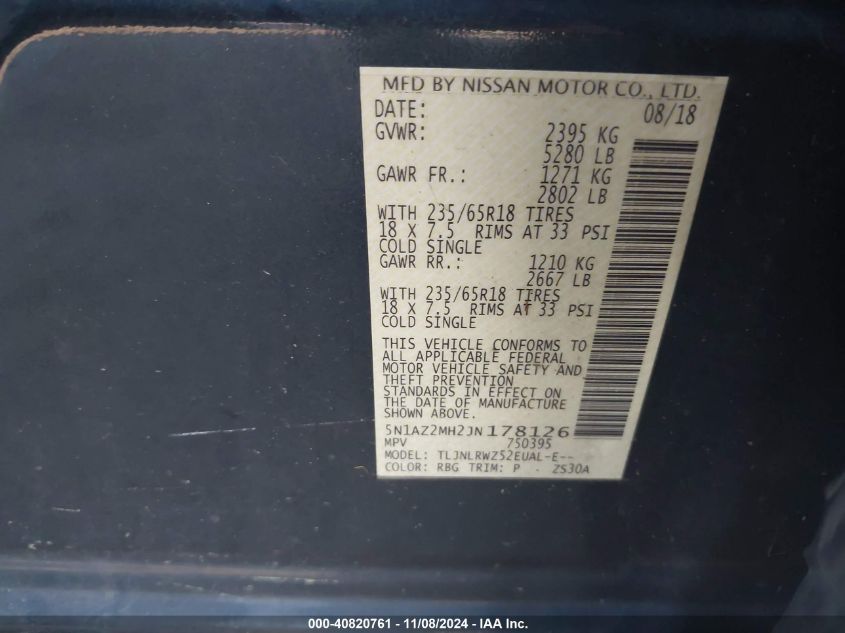 MFD BY NISSAN MOTOR CO., LTD.
DATE: 08/18
GVWR: 2395 KG
5280 LB
GAWR FR.: 1271 KG
2802 LB
WITH 235/65R18 TIRES
18 X 7.5 RIMS AT 33 PSI
COLD SINGLE
GAWR RR.: 1210 KG
2667 LB
WITH 235/65R18 TIRES
18 X 7.5 RIMS AT 33 PSI
COLD SINGLE
THIS VEHICLE CONFORMS TO
ALL APPLICABLE FEDERAL
MOTOR VEHICLE SAFETY AND
THEFT PREVENTION
STANDARDS IN EFFECT ON
THE DATE OF MANUFACTURE
SHOWN ABOVE.
5N1AZ2MH2JN178126
MPV 750395
MODEL: TLJNLRWZ52EUAL-E--
COLOR: RBG TRIM: P - ZS30A
000-40820761 - 11/08/2024 - IAA Inc.